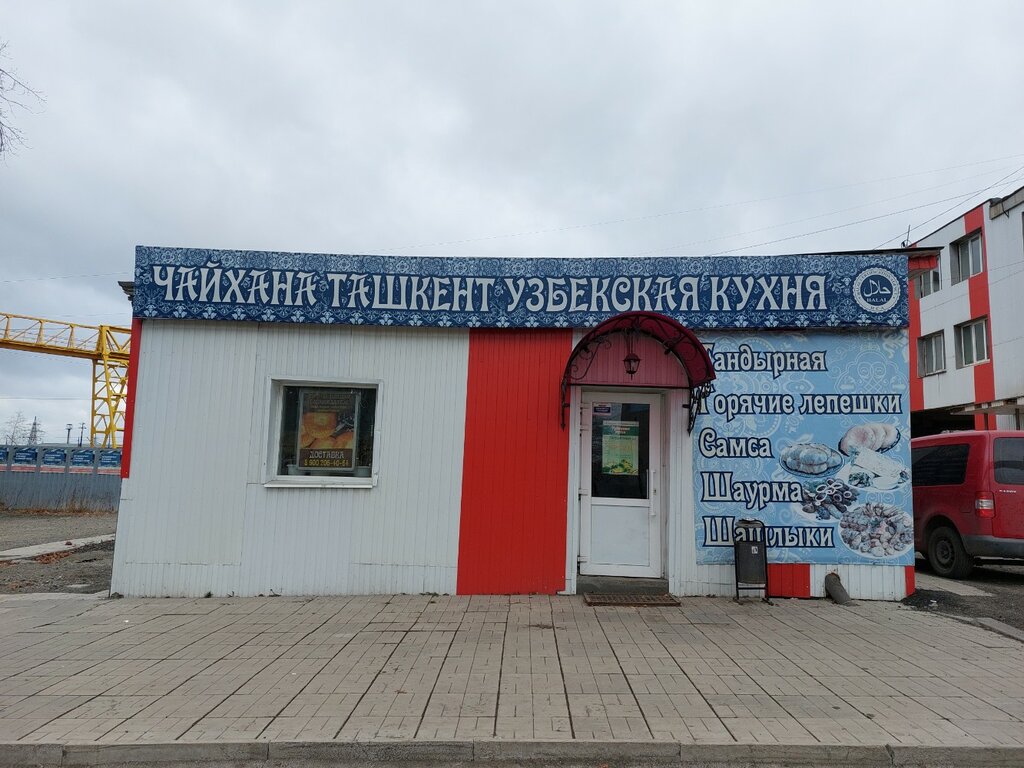 ЧАЙХАНА ТАШКЕНТ УЗБЕКСКАЯ КУХНЯ
HALAL
Тандырная
Горячие лепешки
Самса
Шаурма
Шашлыки
ДОСТАВКА